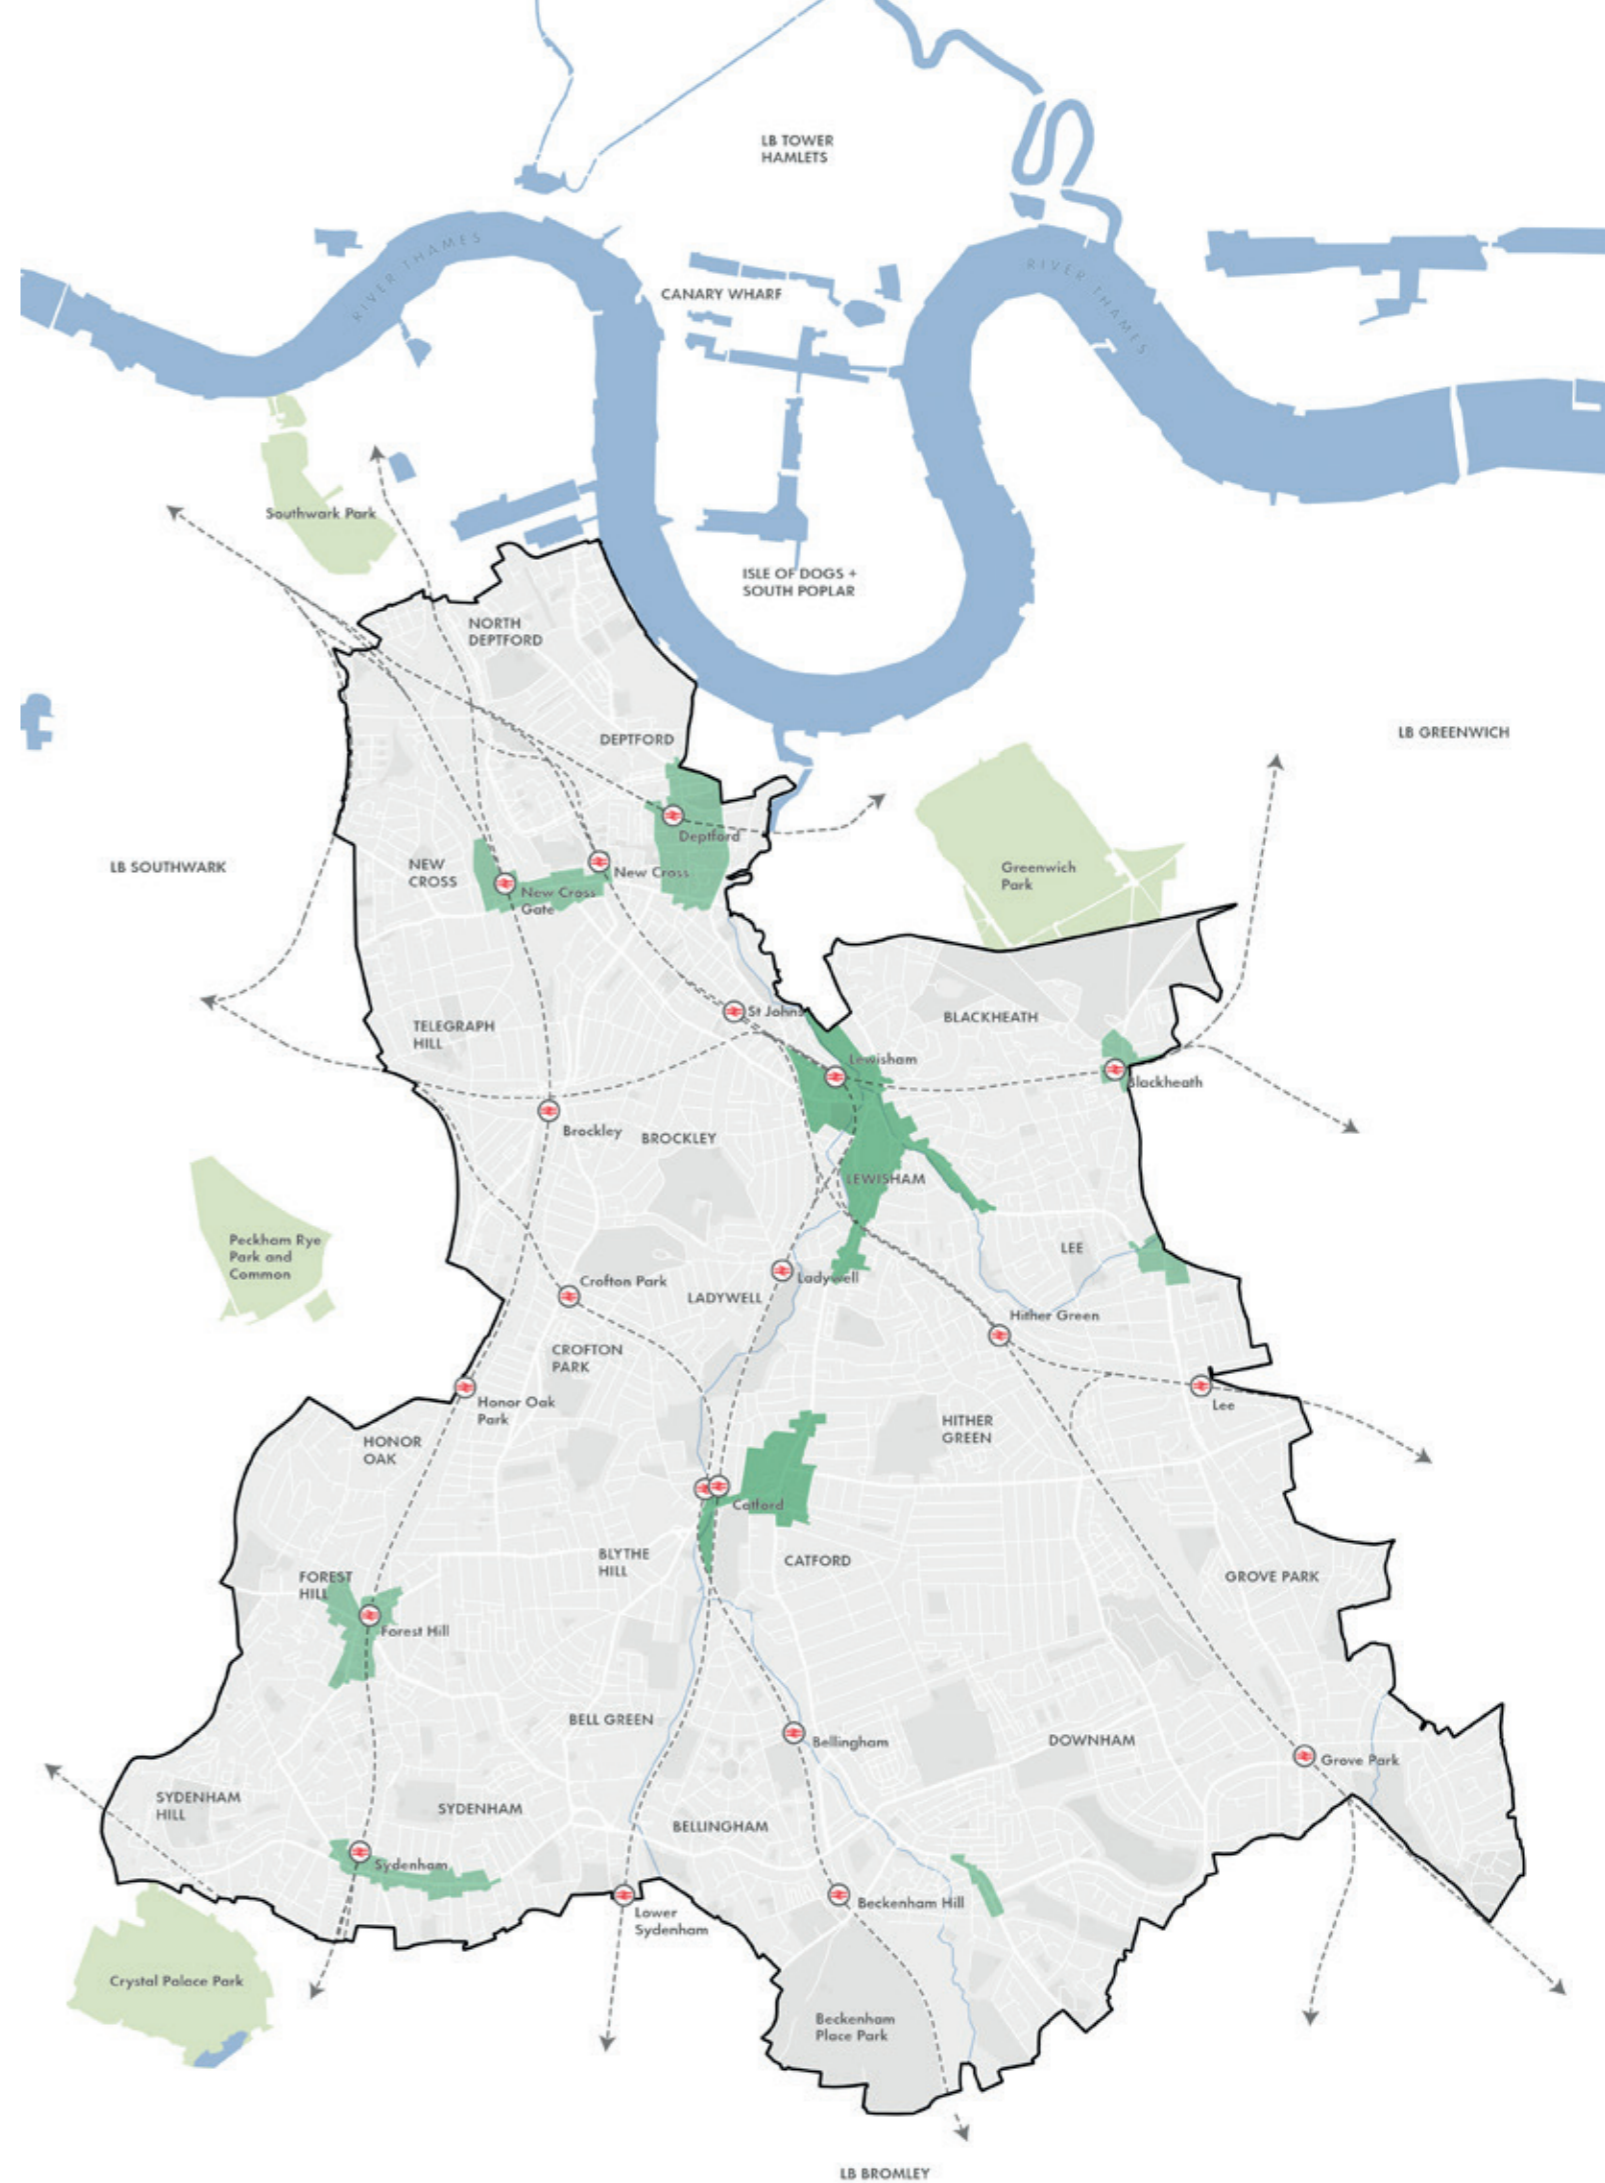 LB TOWER
HAMLETS
RIVER THAMES
RIVER THAMES
CANARY WHARF
Southwark Park
ISLE OF DOGS +
SOUTH POPLAR
NORTH
DEPTFORD
LB GREENWICH
DEPTFORD
Deptford
LB SOUTHWARK
NEW
CROSS
New Cross
New Cross
Gate
Greenwich
Park
St Johns
BLACKHEATH
TELEGRAPH
HILL
Lewisham
Blackheath
Brockley
BROCKLEY
LEWISHAM
Peckham Rye
Park and
Common
LEE
Crofton Park
Ladywell
LADYWELL
Hither Green
CROFTON
PARK
Honor Oak
Park
Lee
HONOR
OAK
HITHER
GREEN
Catford
BLYTHE
HILL
CATFORD
FOREST
HILL
GROVE PARK
Forest Hill
BELL GREEN
Bellingham
DOWNHAM
Grove Park
SYDENHAM
HILL
SYDENHAM
BELLINGHAM
Sydenham
Beckenham Hill
Lower
Sydenham
Crystal Palace Park
Beckenham
Place Park
LB BROMLEY